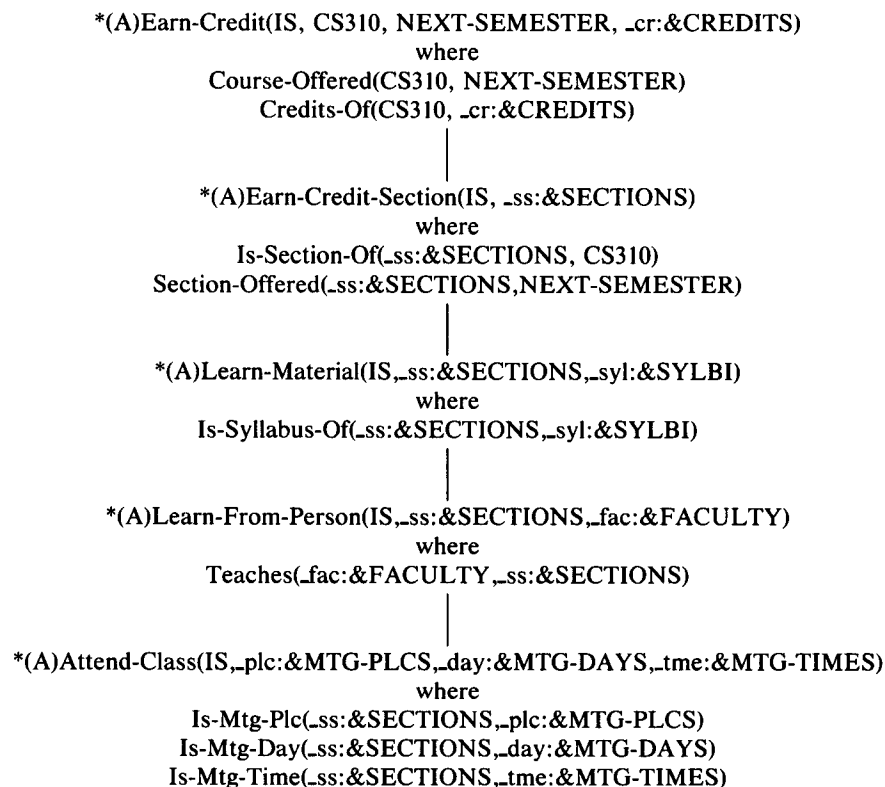 *(A)Earn-Credit(IS, CS310, NEXT-SEMESTER, _cr:&CREDITS)
where
Course-Offered(CS310, NEXT-SEMESTER)
Credits-Of(CS310, _cr:&CREDITS)
*(A)Earn-Credit-Section(IS, _ss:&SECTIONS)
where
Is-Section-Of(_ss:&SECTIONS, CS310)
Section-Offered(_ss:&SECTIONS,NEXT-SEMESTER)
*(A)Learn-Material(IS,_ss:&SECTIONS,_syl:&SYLBI)
where
Is-Syllabus-Of(_ss:&SECTIONS,_syl:&SYLBI)
*(A)Learn-From-Person(IS,_ss:&SECTIONS,_fac:&FACULTY)
where
Teaches(_fac:&FACULTY,_ss:&SECTIONS)
*(A)Attend-Class(IS,_plc:&MTG-PLCS,_day:&MTG-DAYS,_tme:&MTG-TIMES)
where
Is-Mtg-Plc(_ss:&SECTIONS,_plc:&MTG-PLCS)
Is-Mtg-Day(_ss:&SECTIONS,_day:&MTG-DAYS)
Is-Mtg-Time(_ss:&SECTIONS,_tme:&MTG-TIMES)